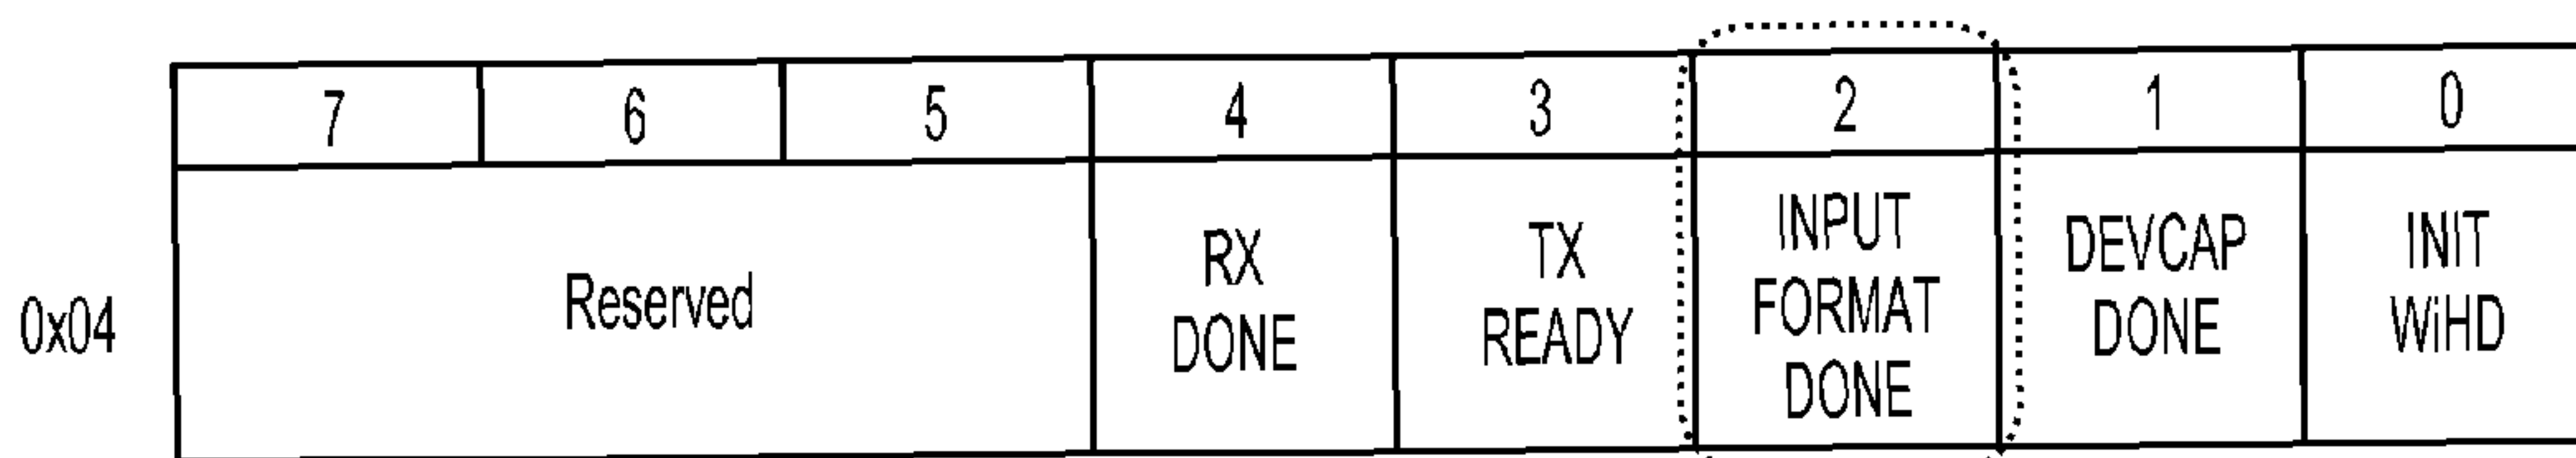 7 6 5 4 3 2 1 0
0x04
Reserved
RX
DONE
TX
READY
INPUT
FORMAT
DONE
DEVCAP
DONE
INIT
WiHD